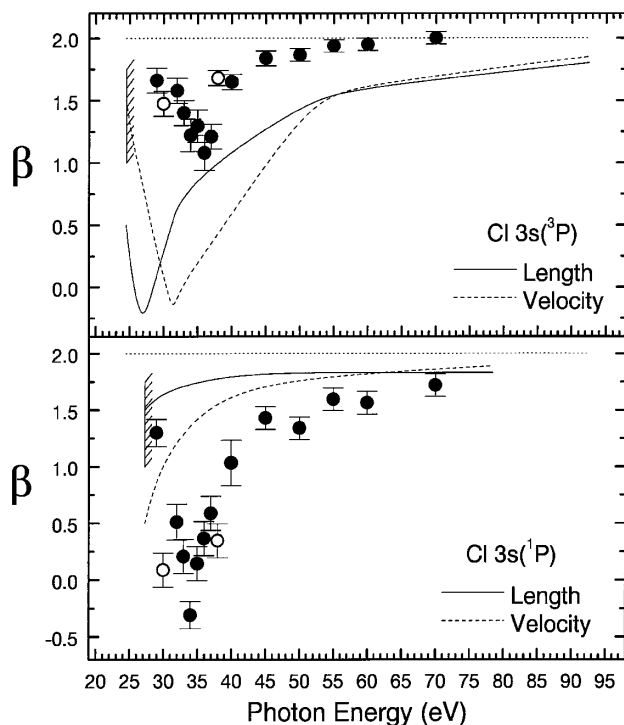 2.0
1.5
1.0
0.5
0.0
β
Cl 3s(³P)
Length
Velocity
2.0
1.5
1.0
0.5
0.0
-0.5
β
Cl 3s(¹P)
Length
Velocity
20 25 30 35 40 45 50 55 60 65 70 75 80 85 90 95
Photon Energy (eV)